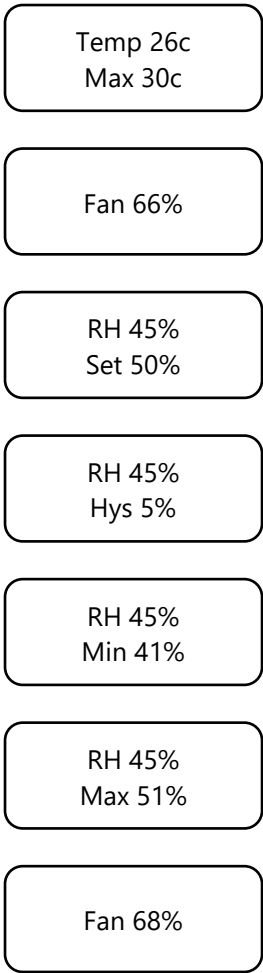 Temp 26c
Max 30c
Fan 66%
RH 45%
Set 50%
RH 45%
Hys 5%
RH 45%
Min 41%
RH 45%
Max 51%
Fan 68%